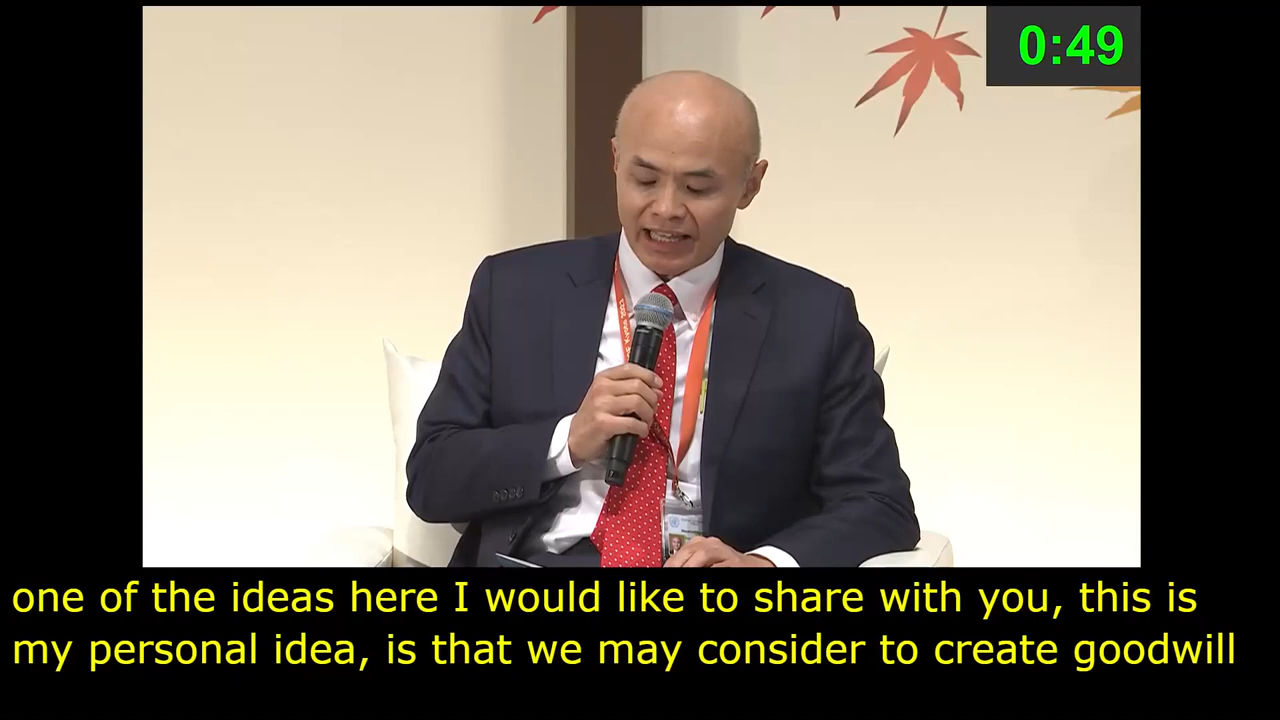 0:49
one of the ideas here I would like to share with you, this is
my personal idea, is that we may consider to create goodwill